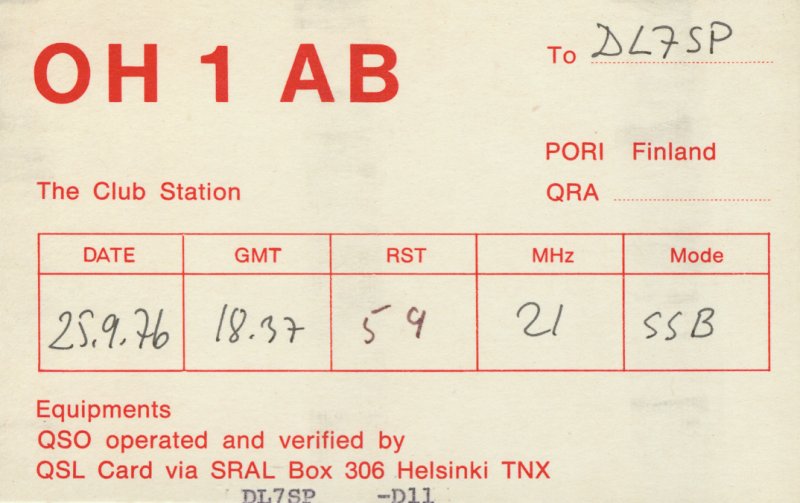 OH 1 AB
To DL7SP
PORI Finland
The Club Station
QRA
DATE GMT RST MHz Mode
25.9.76 18.37 59 21 SSB
Equipments
QSO operated and verified by
QSL Card via SRAL Box 306 Helsinki TNX
DL7SP -D11